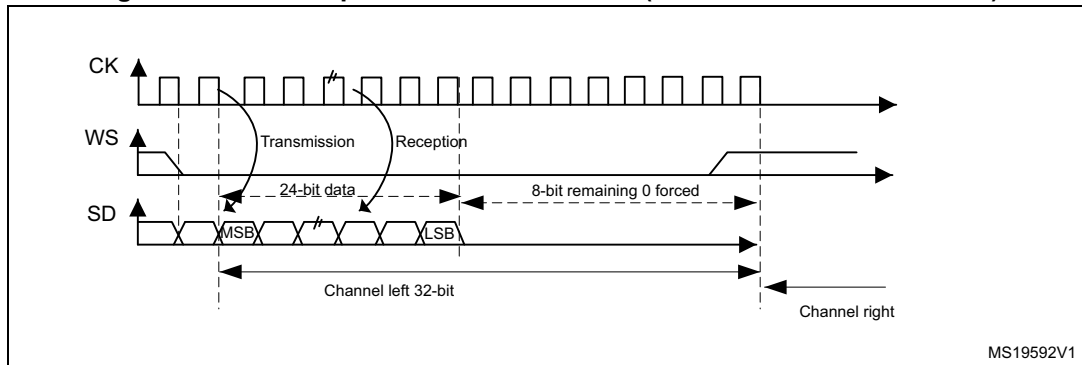 CK
WS
Transmission
Reception
24-bit data
8-bit remaining 0 forced
SD
MSB
LSB
Channel left 32-bit
Channel right
MS19592V1